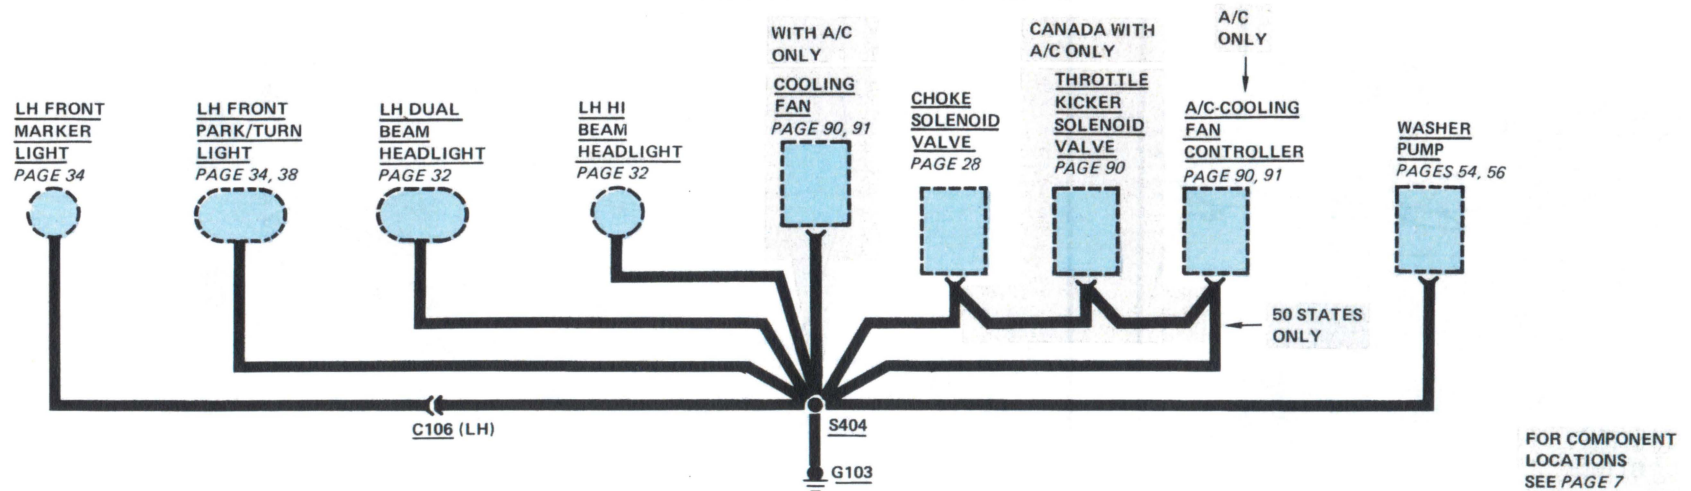 LH FRONT
MARKER
LIGHT
PAGE 34
LH FRONT
PARK/TURN
LIGHT
PAGE 34, 38
LH DUAL
BEAM
HEADLIGHT
PAGE 32
LH HI
BEAM
HEADLIGHT
PAGE 32
WITH A/C
ONLY
COOLING
FAN
PAGE 90, 91
CHOKE
SOLENOID
VALVE
PAGE 28
CANADA WITH
A/C ONLY
THROTTLE
KICKER
SOLENOID
VALVE
PAGE 90
A/C
ONLY
A/C-COOLING
FAN
CONTROLLER
PAGE 90, 91
WASHER
PUMP
PAGES 54, 56
50 STATES
ONLY
C106 (LH)
S404
G103
FOR COMPONENT
LOCATIONS
SEE PAGE 7